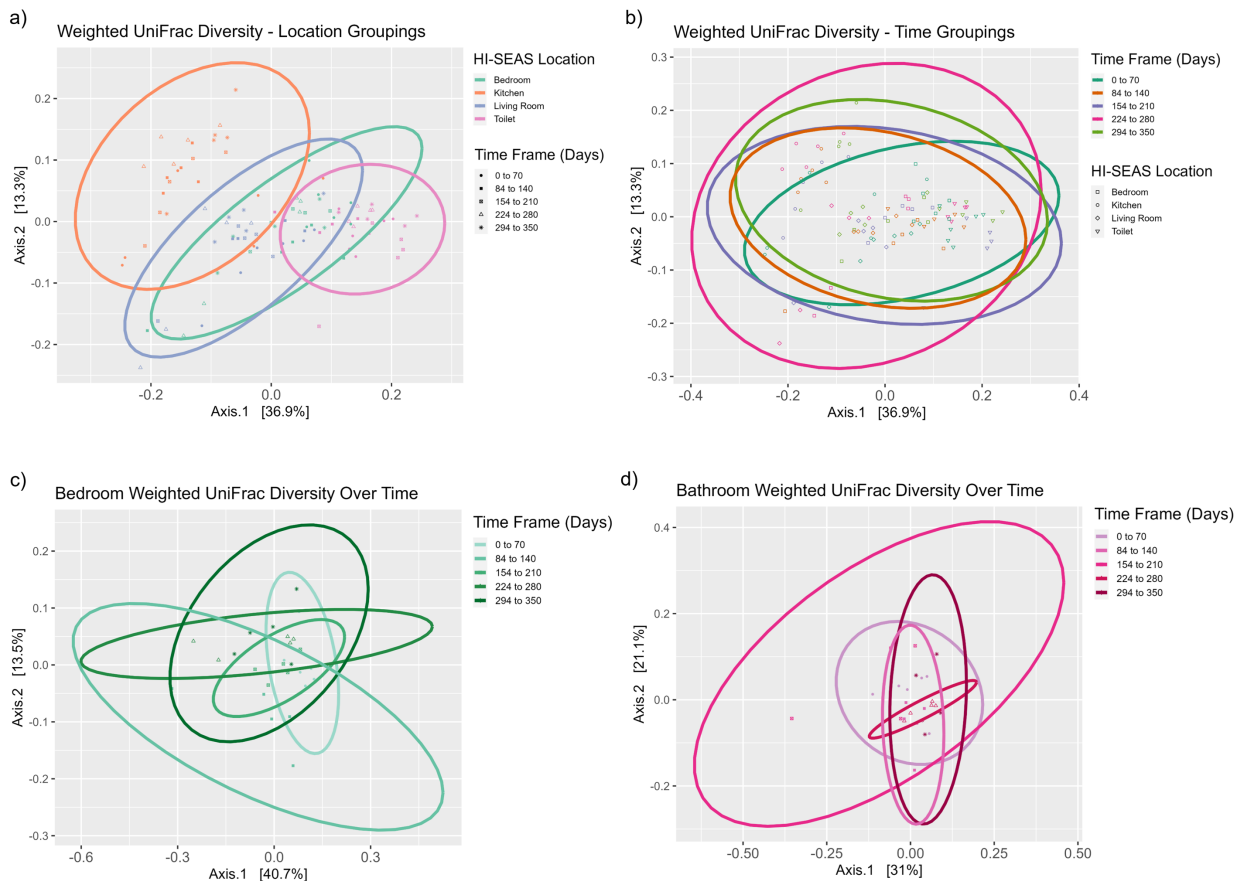 a)
Weighted UniFrac Diversity - Location Groupings
0.2
0.1
0.0
-0.1
-0.2
Axis.2 [13.3%]
-0.2
0.0
0.2
Axis.1 [36.9%]
HI-SEAS Location
Bedroom
Kitchen
Living Room
Toilet
Time Frame (Days)
0 to 70
84 to 140
154 to 210
224 to 280
294 to 350
b)
Weighted UniFrac Diversity - Time Groupings
0.3
0.2
0.1
0.0
-0.1
-0.2
-0.3
Axis.2 [13.3%]
-0.4
-0.2
0.0
0.2
0.4
Axis.1 [36.9%]
Time Frame (Days)
0 to 70
84 to 140
154 to 210
224 to 280
294 to 350
HI-SEAS Location
Bedroom
Kitchen
Living Room
Toilet
c)
Bedroom Weighted UniFrac Diversity Over Time
0.2
0.1
0.0
-0.1
-0.2
-0.3
Axis.2 [13.5%]
-0.6
-0.3
0.0
0.3
Axis.1 [40.7%]
Time Frame (Days)
0 to 70
84 to 140
154 to 210
224 to 280
294 to 350
d)
Bathroom Weighted UniFrac Diversity Over Time
0.4
0.2
0.0
-0.2
Axis.2 [21.1%]
-0.50
-0.25
0.00
0.25
0.50
Axis.1 [31%]
Time Frame (Days)
0 to 70
84 to 140
154 to 210
224 to 280
294 to 350